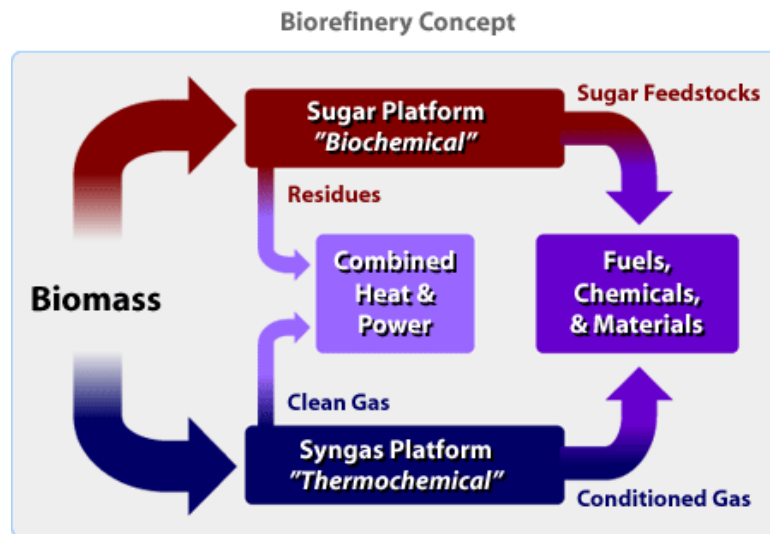 Biorefinery Concept
Sugar Feedstocks
Sugar Platform
"Biochemical"
Residues
Combined
Heat &
Power
Fuels,
Chemicals,
& Materials
Biomass
Clean Gas
Syngas Platform
"Thermochemical"
Conditioned Gas